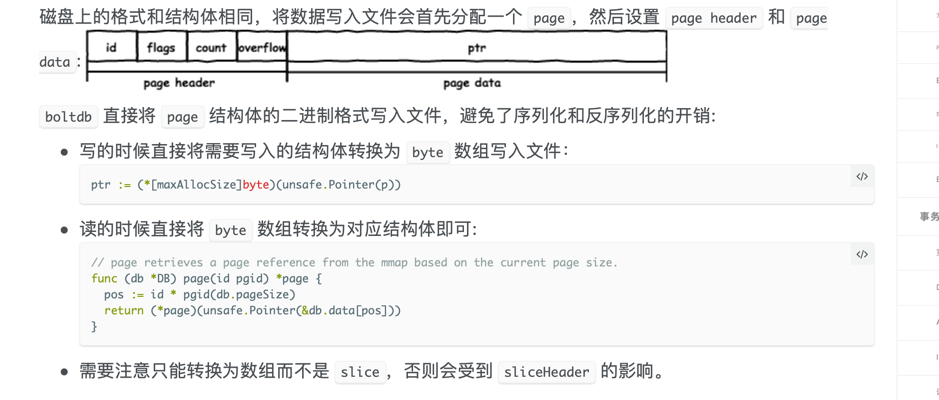 磁盘上的格式和结构体相同，将数据写入文件会首先分配一个 page，然后设置 page header 和 page
data：
id flags count overflow ptr
page header page data
boltdb 直接将 page 结构体的二进制格式写入文件，避免了序列化和反序列化的开销:
• 写的时候直接将需要写入的结构体转换为 byte 数组写入文件：
</>
ptr := (*[maxAllocSize]byte)(unsafe.Pointer(p))
• 读的时候直接将 byte 数组转换为对应结构体即可:
</>
// page retrieves a page reference from the mmap based on the current page size.
func (db *DB) page(id pgid) *page {
  pos := id * pgid(db.pageSize)
  return (*page)(unsafe.Pointer(&db.data[pos]))
}
• 需要注意只能转换为数组而不是 slice，否则会受到 sliceHeader 的影响。
事务